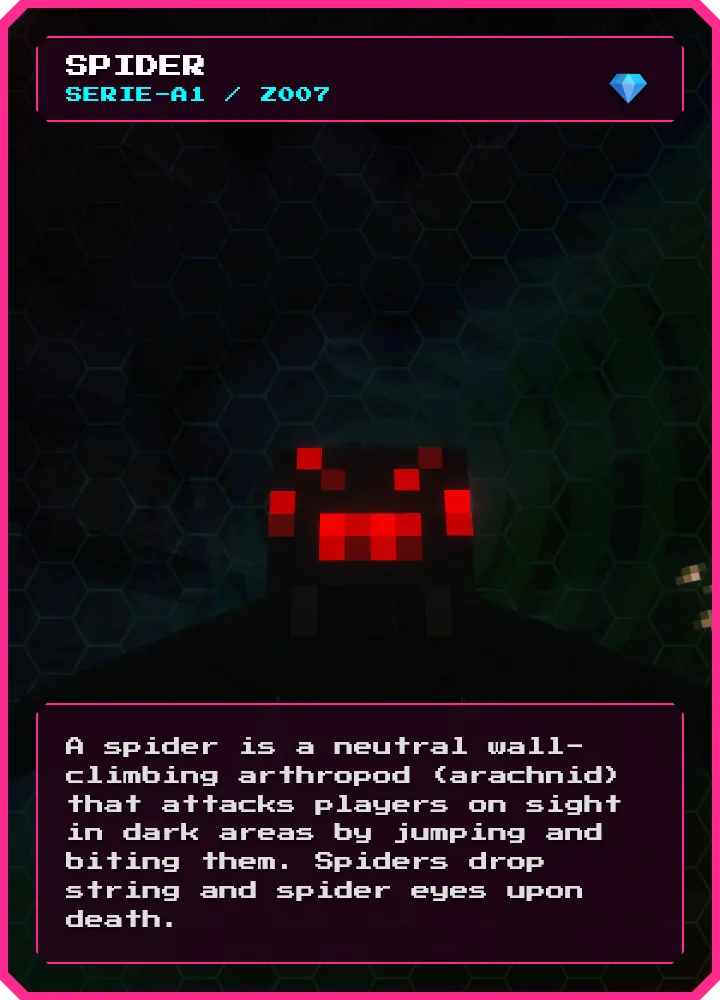 SPIDER
SERIE-A1 / Z007
A spider is a neutral wall-
climbing arthropod (arachnid)
that attacks players on sight
in dark areas by jumping and
biting them. Spiders drop
string and spider eyes upon
death.